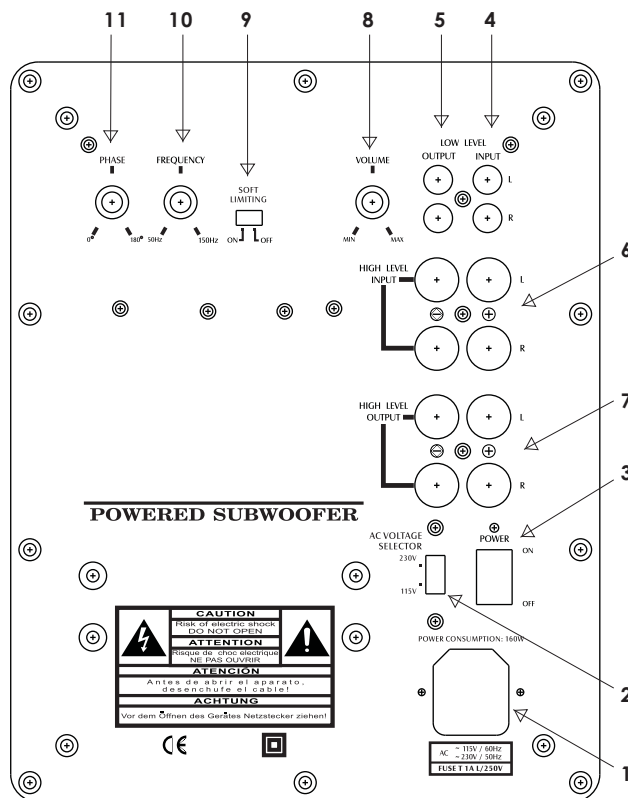 11 10 9 8 5 4
LOW LEVEL
OUTPUT INPUT
PHASE FREQUENCY VOLUME
L
SOFT
LIMITING
R
0° 180° 50Hz 150Hz ON OFF MIN MAX
6
HIGH LEVEL
INPUT
L
R
7
HIGH LEVEL
OUTPUT
L
R
3
POWERED SUBWOOFER
AC VOLTAGE
SELECTOR
POWER
ON
230V
115V
OFF
CAUTION
Risk of electric shock
DO NOT OPEN
ATTENTION
Risque de choc electrique
NE PAS OUVRIR
ATENCIÓN
Antes de abrir el aparato,
desenchufe el cable!
ACHTUNG
Vor dem Öffnen des Gerätes Netzstecker ziehen!
POWER CONSUMPTION: 160W
2
CE
1
AC ~ 115V / 60Hz
~ 230V / 50Hz
FUSE T 1A L/250V